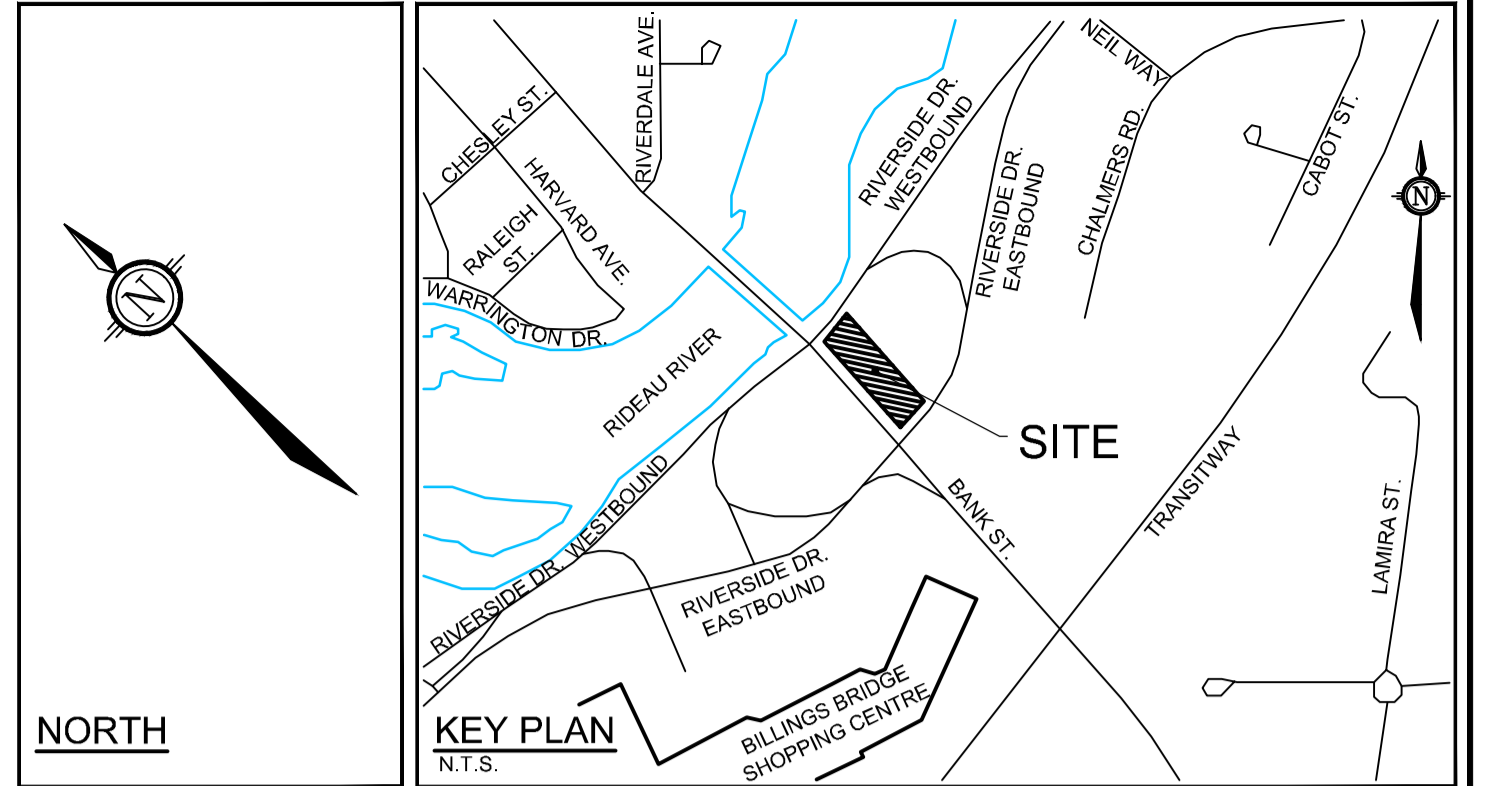 N
NORTH
CHESLEY ST.
RIVERDALE AVE.
HARVARD AVE.
RALEIGH
ST.
WARRINGTON DR.
RIDEAU RIVER
RIVERSIDE DR.
WESTBOUND
RIVERSIDE DR.
EASTBOUND
NEIL WAY
CHALMERS RD.
CABOT ST.
N
SITE
BANK ST.
TRANSITWAY
LAMIRA ST.
RIVERSIDE DR. WESTBOUND
RIVERSIDE DR.
EASTBOUND
BILLINGS BRIDGE
SHOPPING CENTRE
KEY PLAN
N.T.S.